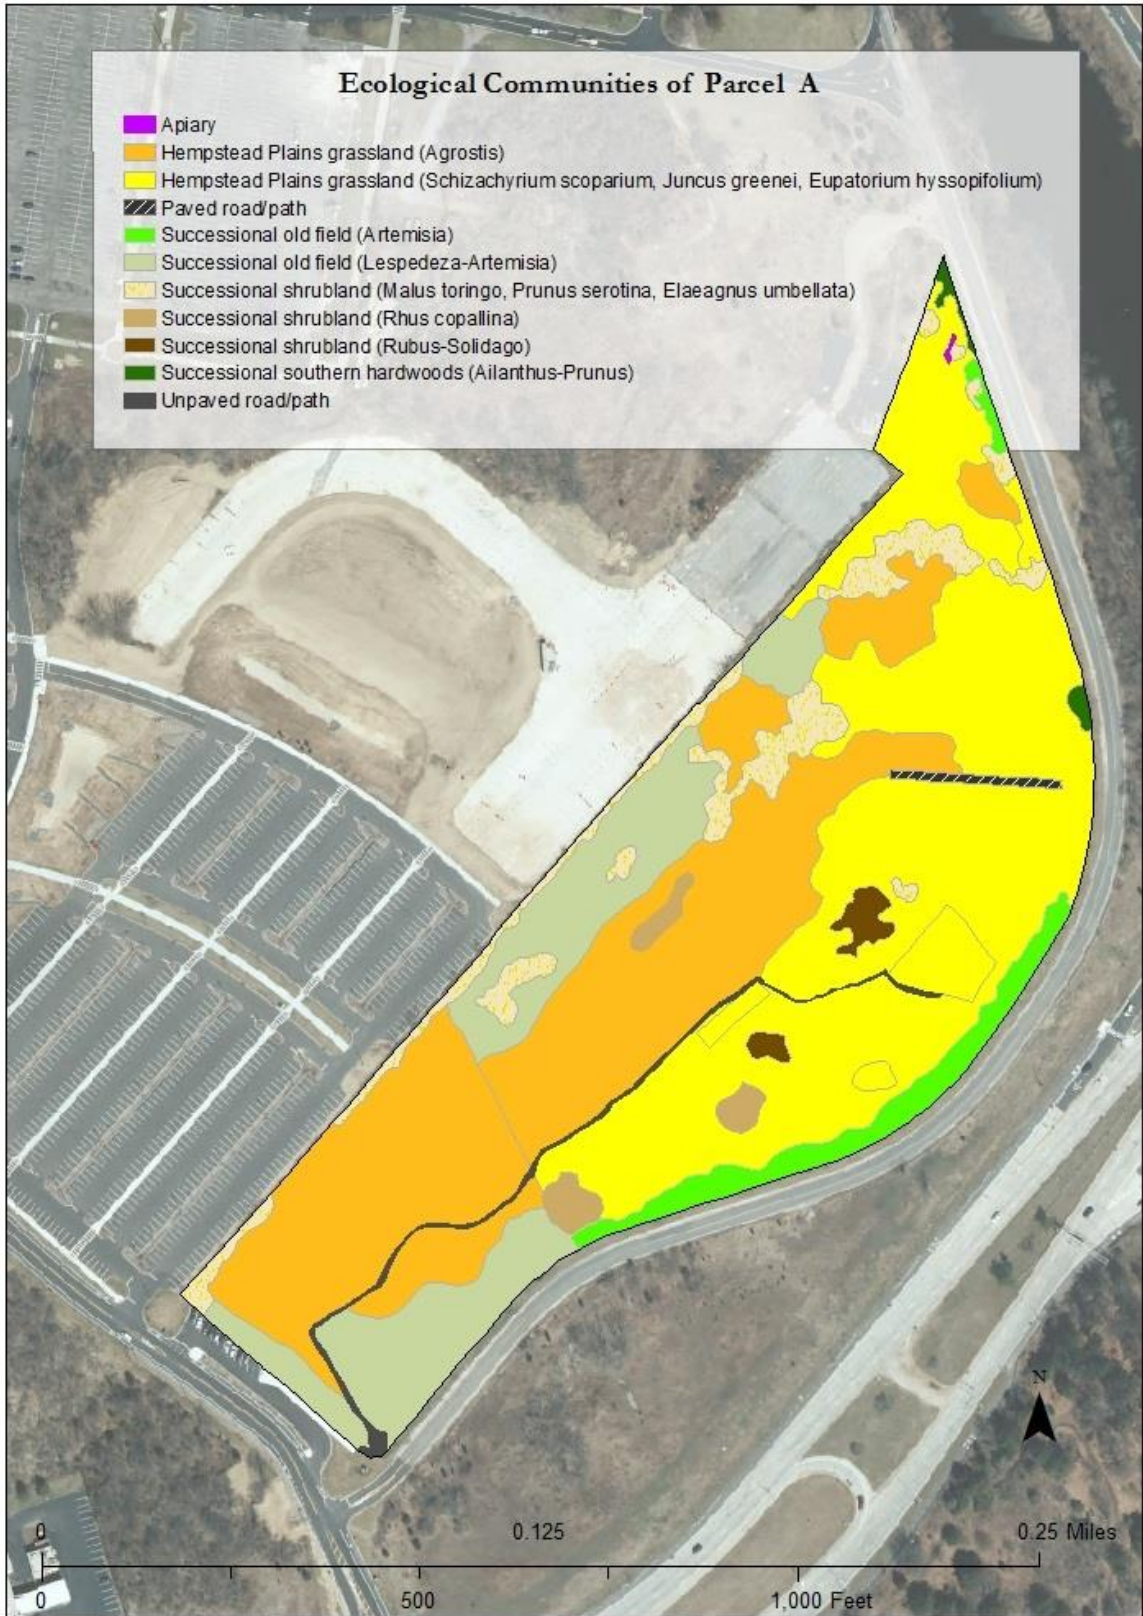 Ecological Communities of Parcel A
Apiary
Hempstead Plains grassland (Agrostis)
Hempstead Plains grassland (Schizachyrium scoparium, Juncus greenei, Eupatorium hyssopifolium)
Paved road/path
Successional old field (Artemisia)
Successional old field (Lespedeza-Artemisia)
Successional shrubland (Malus toringo, Prunus serotina, Elaeagnus umbellata)
Successional shrubland (Rhus copallina)
Successional shrubland (Rubus-Solidago)
Successional southern hardwoods (Ailanthus-Prunus)
Unpaved road/path
N
0 0.125 0.25 Miles
0 500 1,000 Feet